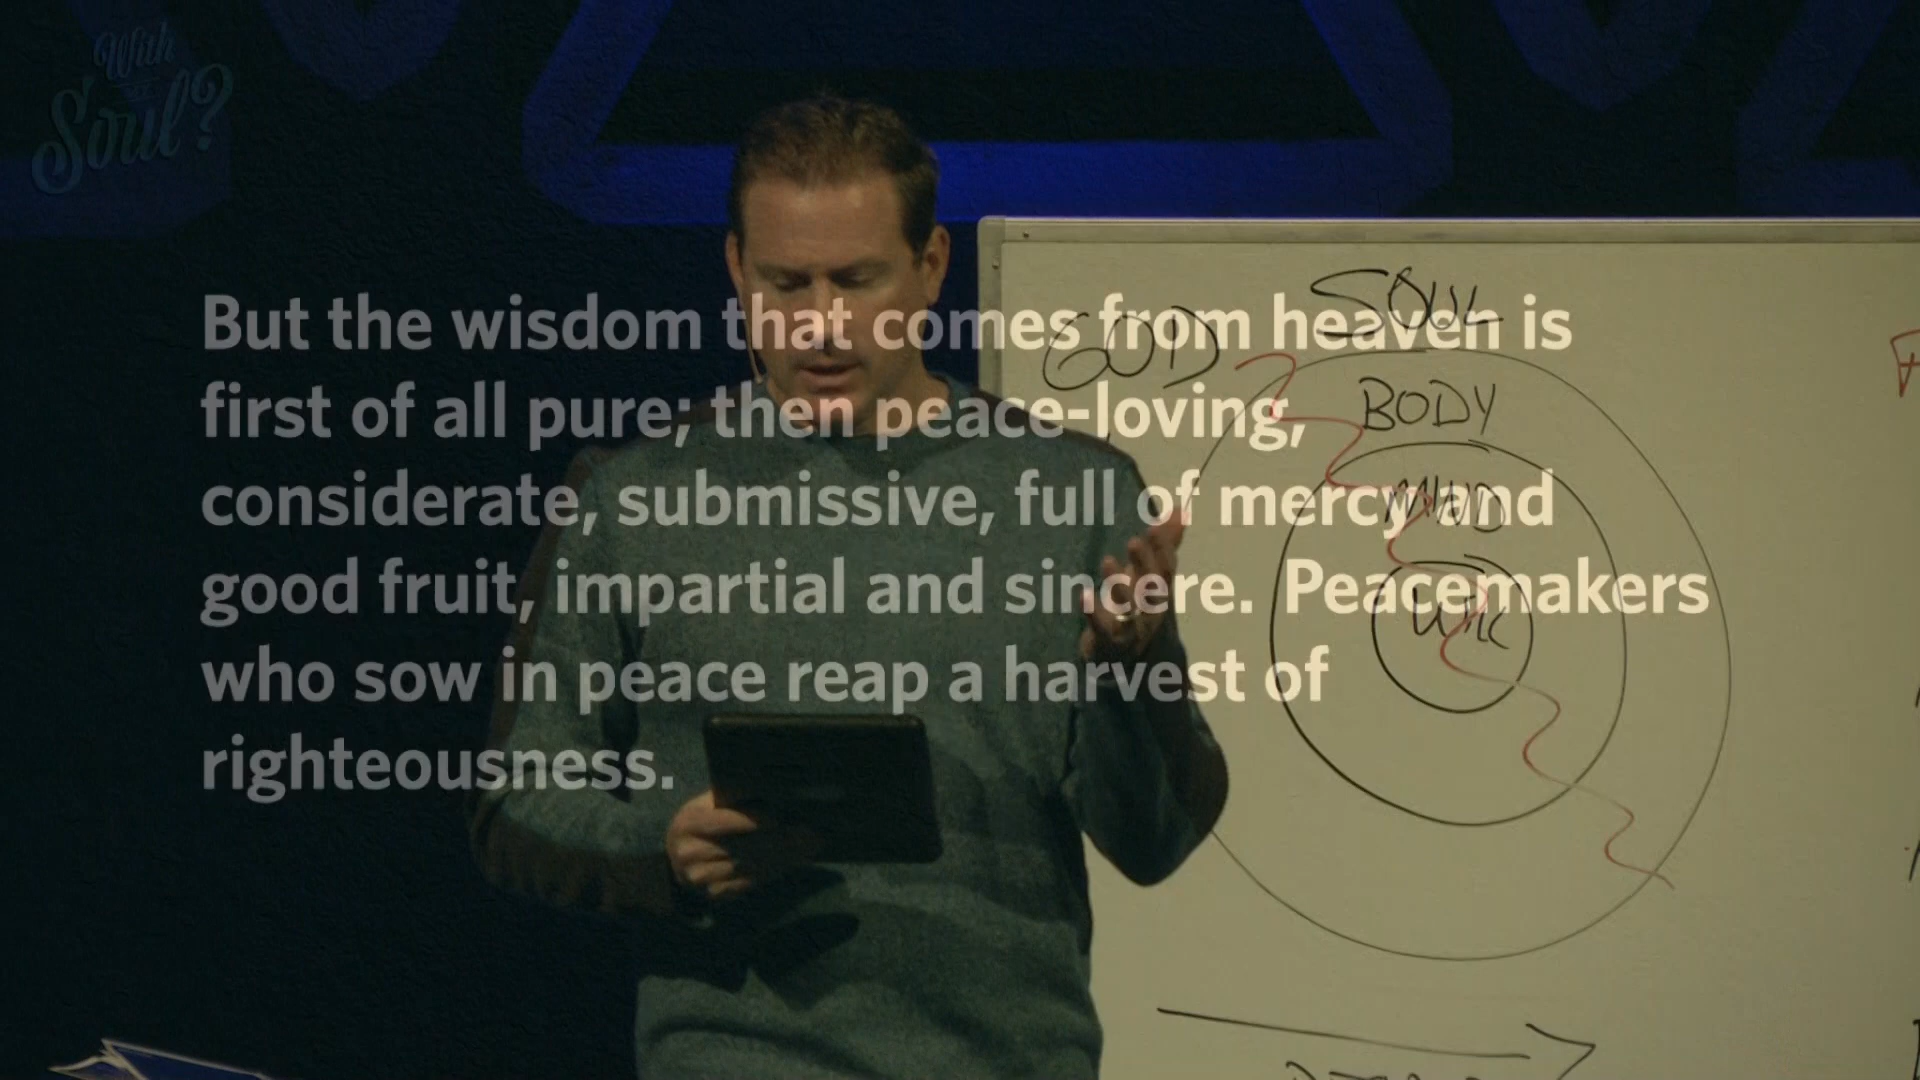 With
Soul?
But the wisdom that comes from heaven is
first of all pure; then peace-loving,
considerate, submissive, full of mercy and
good fruit, impartial and sincere. Peacemakers
who sow in peace reap a harvest of
righteousness.
SOUL
GOD
BODY
MIND
WILL